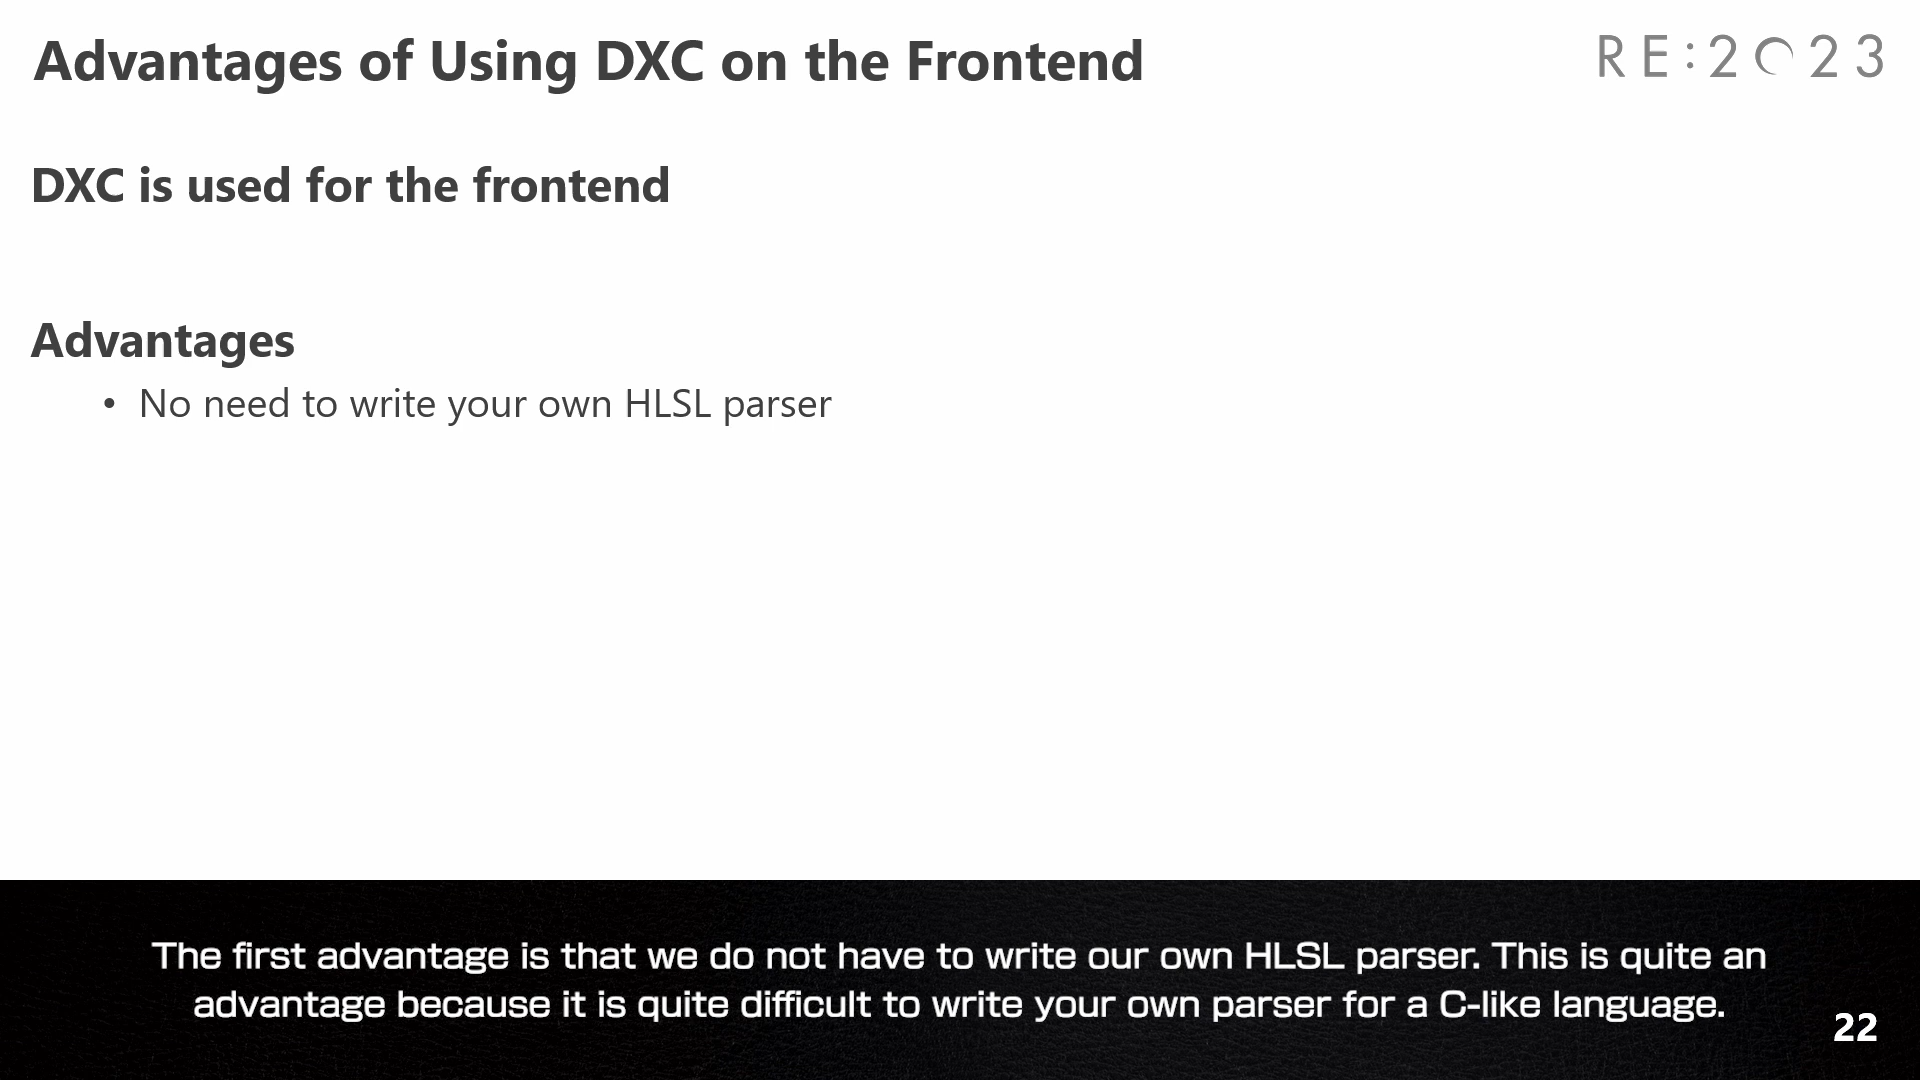 Advantages of Using DXC on the Frontend
RE:2023
DXC is used for the frontend
Advantages
• No need to write your own HLSL parser
The first advantage is that we do not have to write our own HLSL parser. This is quite an
advantage because it is quite difficult to write your own parser for a C-like language.
22